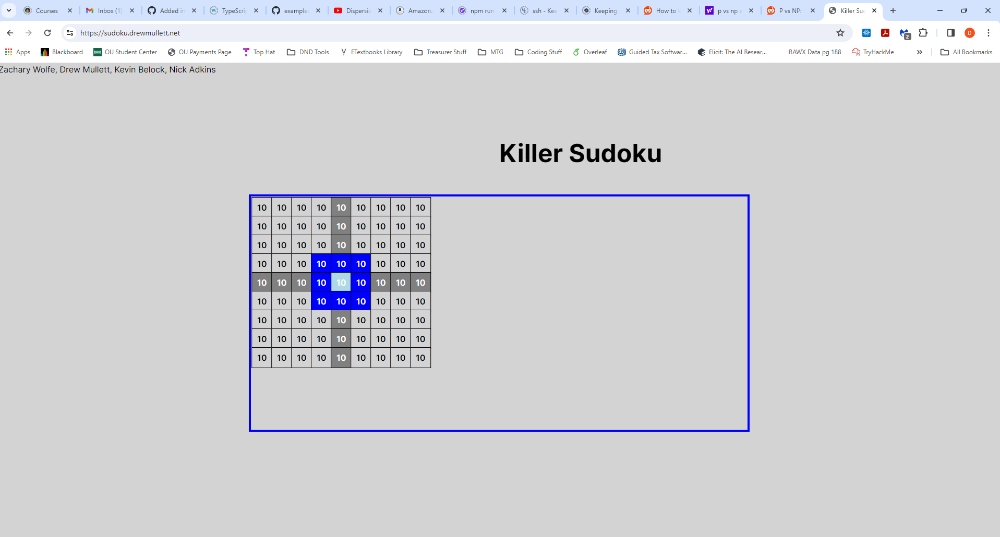 Courses
Inbox (1)
Added in
TypeScrip
examples
Dispersio
Amazon.
npm run
ssh - Kee
Keeping
How to k
p vs np s
P vs NP:
Killer Suc
https://sudoku.drewmullett.net
2
D
Apps
Blackboard
OHIO
OU Student Center
OU Payments Page
Top Hat
DND Tools
ETextbooks Library
Treasurer Stuff
MTG
Coding Stuff
Overleaf
Guided Tax Softwar...
Elicit: The AI Resear...
RAWX Data pg 188
TryHackMe
All Bookmarks
Zachary Wolfe, Drew Mullett, Kevin Belock, Nick Adkins
Killer Sudoku
10 10 10 10 10 10 10 10 10
10 10 10 10 10 10 10 10 10
10 10 10 10 10 10 10 10 10
10 10 10 10 10 10 10 10 10
10 10 10 10 10 10 10 10 10
10 10 10 10 10 10 10 10 10
10 10 10 10 10 10 10 10 10
10 10 10 10 10 10 10 10 10
10 10 10 10 10 10 10 10 10